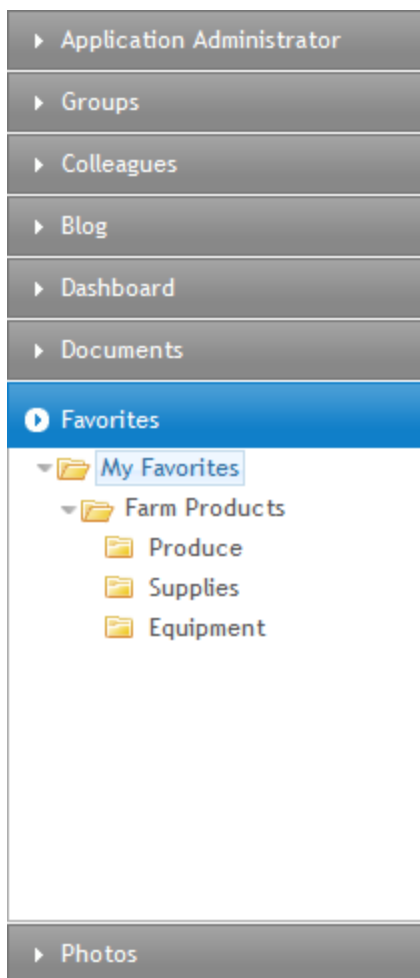 Application Administrator
Groups
Colleagues
Blog
Dashboard
Documents
Favorites
My Favorites
Farm Products
Produce
Supplies
Equipment
Photos